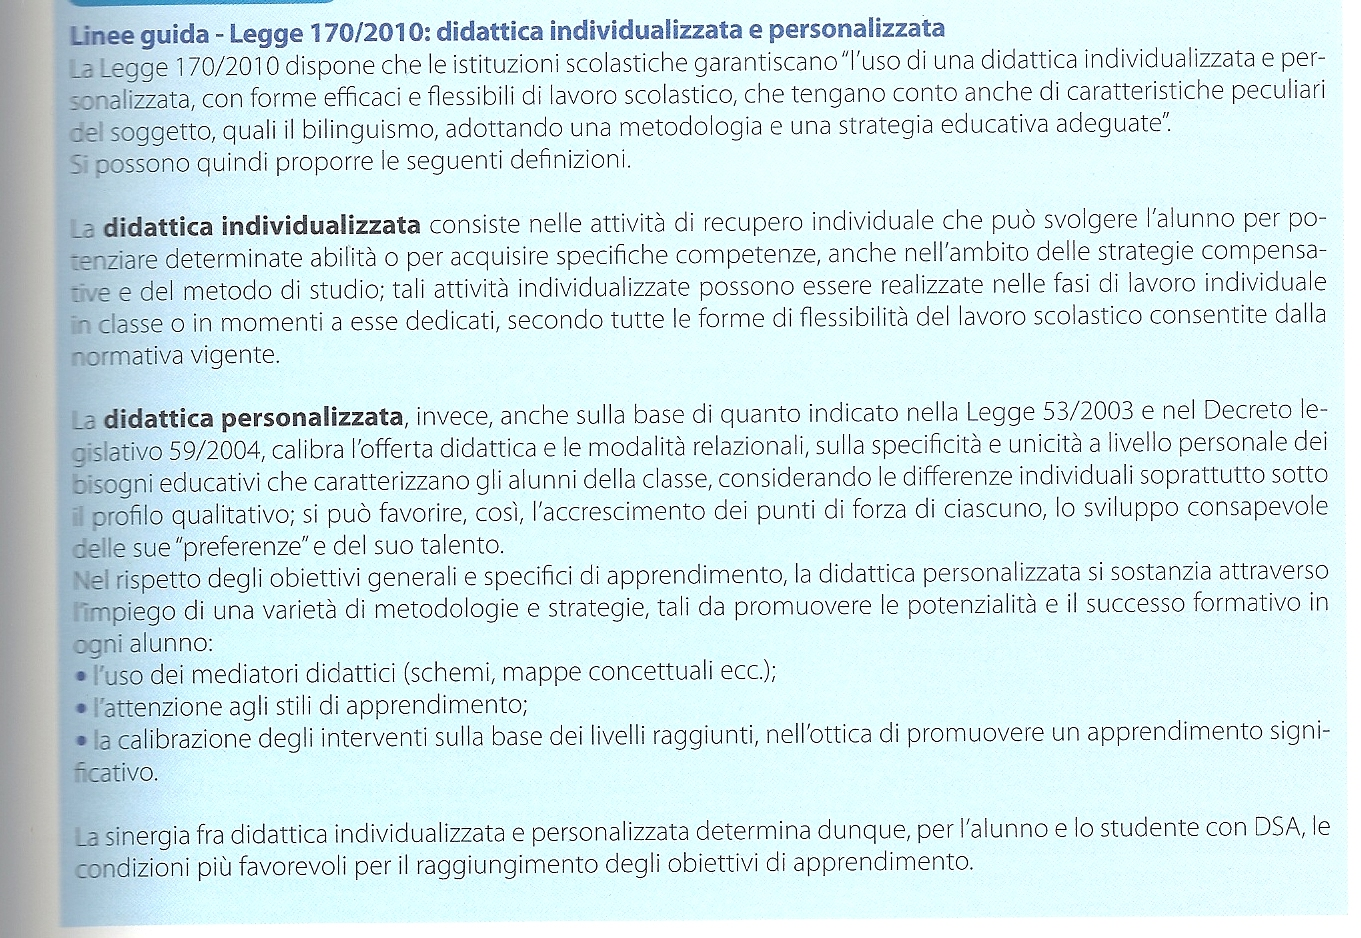 Linee guida - Legge 170/2010: didattica individualizzata e personalizzata
La Legge 170/2010 dispone che le istituzioni scolastiche garantiscano “l’uso di una didattica individualizzata e per-
sonalizzata, con forme efficaci e flessibili di lavoro scolastico, che tengano conto anche di caratteristiche peculiari
del soggetto, quali il bilinguismo, adottando una metodologia e una strategia educativa adeguate”.
Si possono quindi proporre le seguenti definizioni.
La didattica individualizzata consiste nelle attività di recupero individuale che può svolgere l’alunno per po-
tenziare determinate abilità o per acquisire specifiche competenze, anche nell’ambito delle strategie compensa-
tive e del metodo di studio; tali attività individualizzate possono essere realizzate nelle fasi di lavoro individuale
in classe o in momenti a esse dedicati, secondo tutte le forme di flessibilità del lavoro scolastico consentite dalla
normativa vigente.
La didattica personalizzata, invece, anche sulla base di quanto indicato nella Legge 53/2003 e nel Decreto le-
gislativo 59/2004, calibra l’offerta didattica e le modalità relazionali, sulla specificità e unicità a livello personale dei
bisogni educativi che caratterizzano gli alunni della classe, considerando le differenze individuali soprattutto sotto
il profilo qualitativo; si può favorire, così, l’accrescimento dei punti di forza di ciascuno, lo sviluppo consapevole
delle sue “preferenze” e del suo talento.
Nel rispetto degli obiettivi generali e specifici di apprendimento, la didattica personalizzata si sostanzia attraverso
l’impiego di una varietà di metodologie e strategie, tali da promuovere le potenzialità e il successo formativo in
ogni alunno:
• l’uso dei mediatori didattici (schemi, mappe concettuali ecc.);
• l’attenzione agli stili di apprendimento;
• la calibrazione degli interventi sulla base dei livelli raggiunti, nell’ottica di promuovere un apprendimento signi-
ficativo.
La sinergia fra didattica individualizzata e personalizzata determina dunque, per l’alunno e lo studente con DSA, le
condizioni più favorevoli per il raggiungimento degli obiettivi di apprendimento.